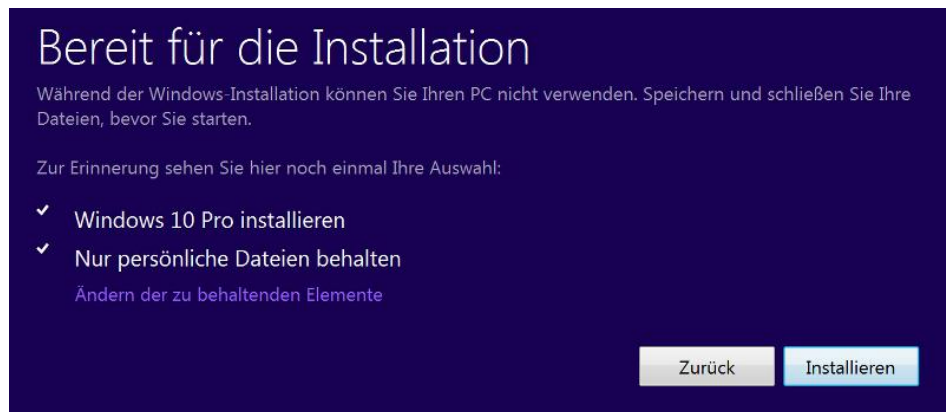 Bereit für die Installation
Während der Windows-Installation können Sie Ihren PC nicht verwenden. Speichern und schließen Sie Ihre
Dateien, bevor Sie starten.
Zur Erinnerung sehen Sie hier noch einmal Ihre Auswahl:
Windows 10 Pro installieren
Nur persönliche Dateien behalten
Ändern der zu behaltenden Elemente
Zurück
Installieren